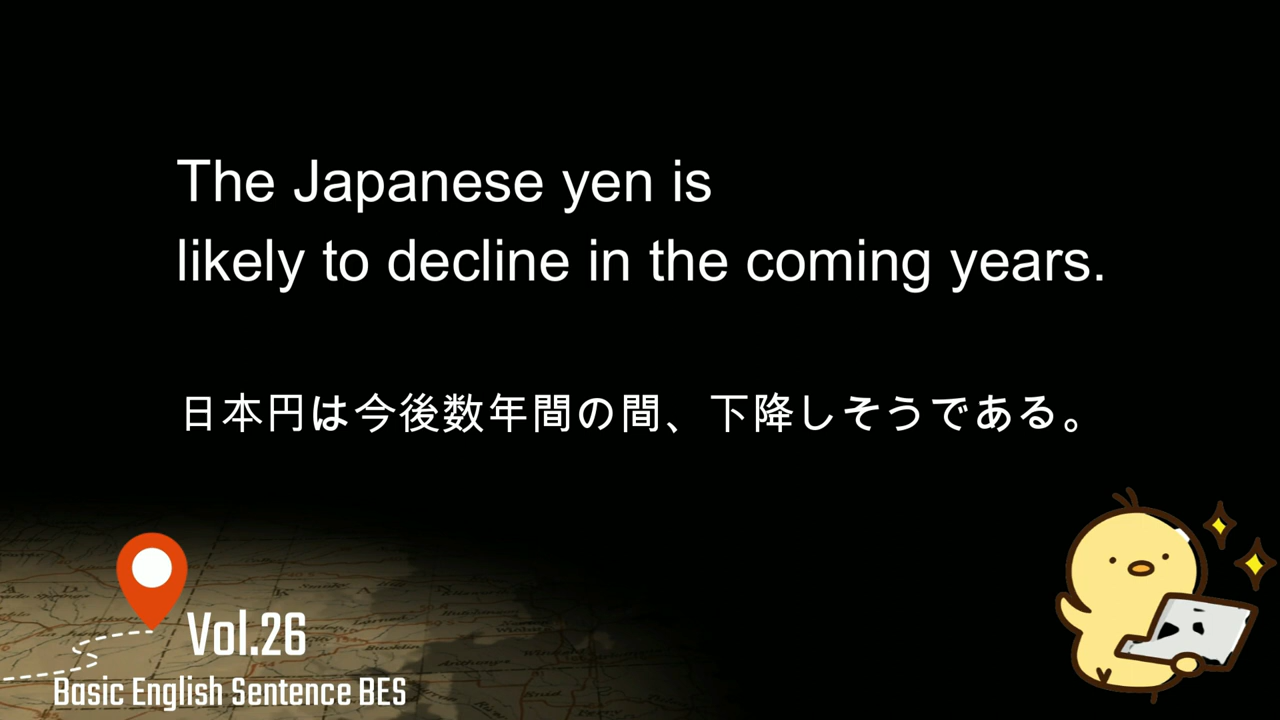 The Japanese yen is
likely to decline in the coming years.
日本円は今後数年間の間、下降しそうである。
Vol.26
Basic English Sentence BES